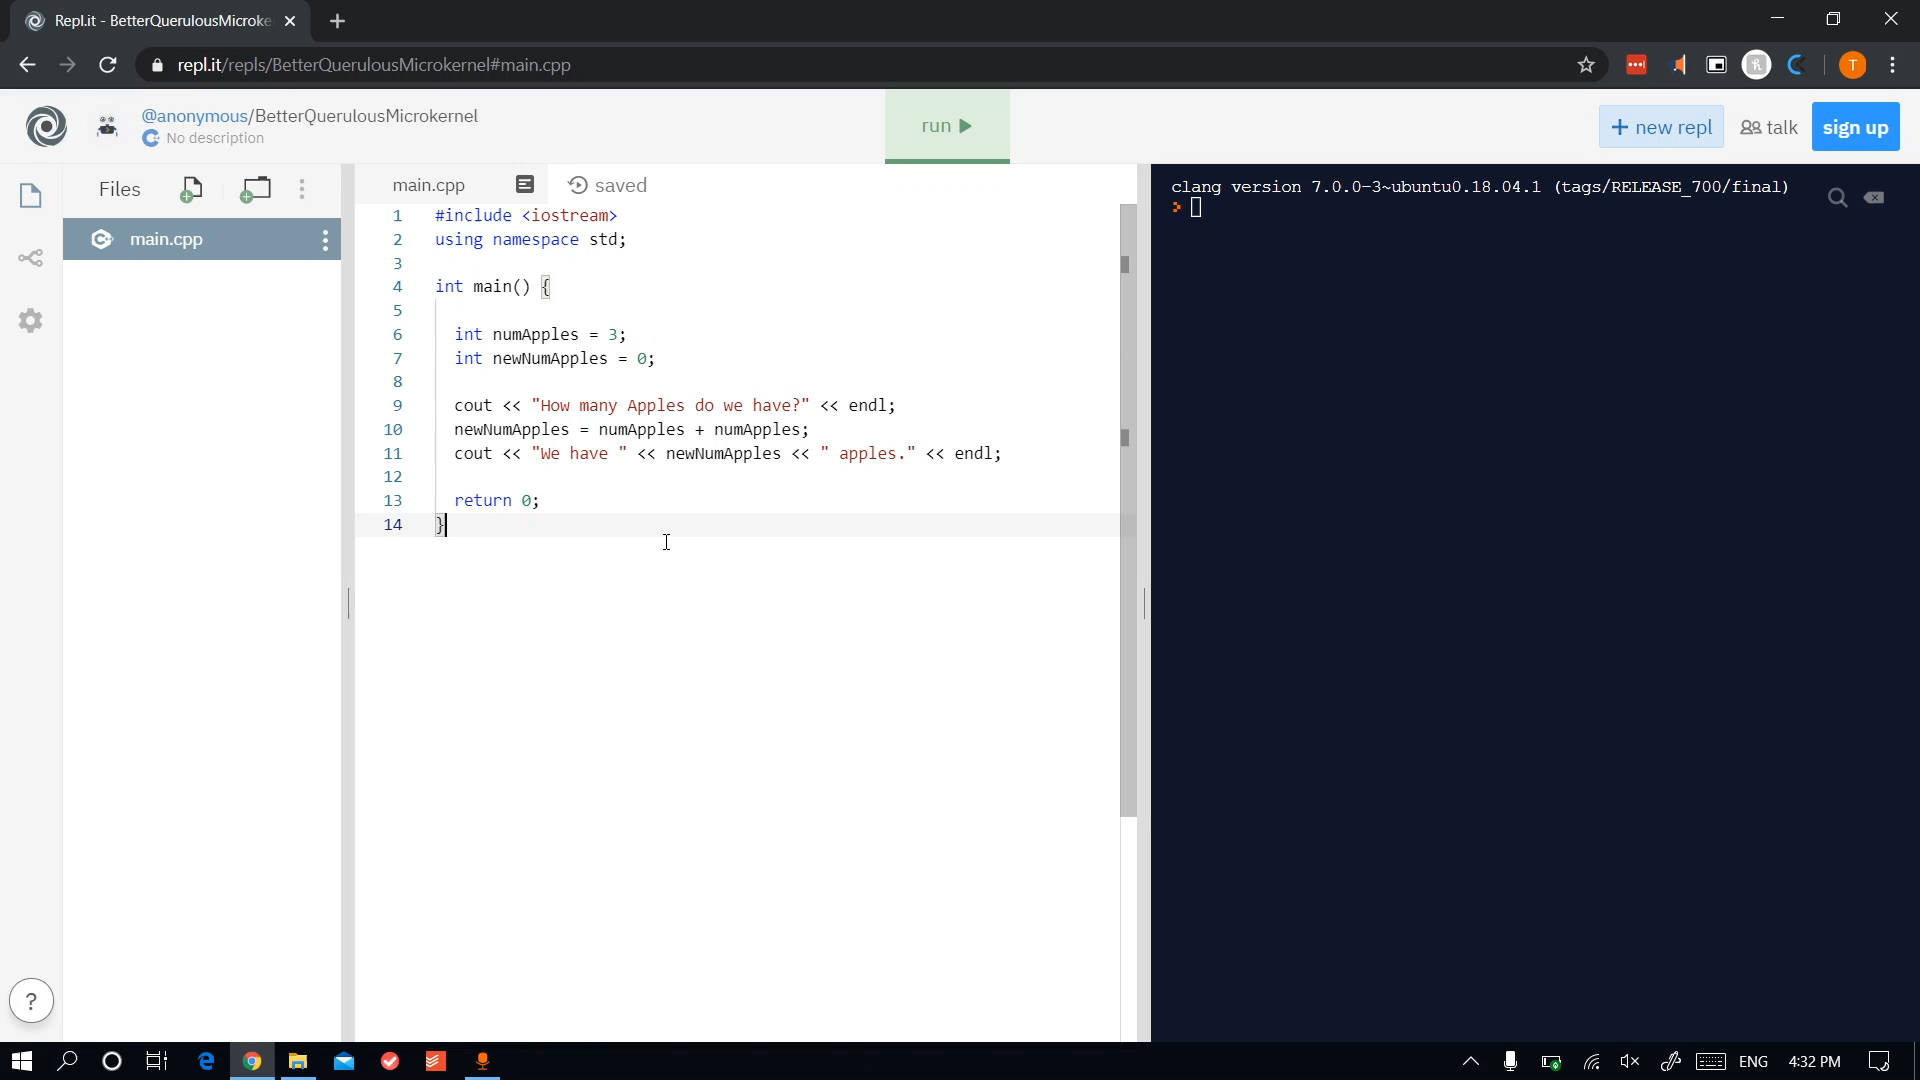 Repl.it - BetterQuerulousMicroke
repl.it/repls/BetterQuerulousMicrokernel#main.cpp
T
@anonymous/BetterQuerulousMicrokernel
No description
run
+ new repl
talk
sign up
Files
main.cpp
main.cpp
saved
1 #include <iostream>
2 using namespace std;
3
4 int main() {
5
6 int numApples = 3;
7 int newNumApples = 0;
8
9 cout << "How many Apples do we have?" << endl;
10 newNumApples = numApples + numApples;
11 cout << "We have " << newNumApples << " apples." << endl;
12
13 return 0;
14 }
clang version 7.0.0-3~ubuntu0.18.04.1 (tags/RELEASE_700/final)
>
?
ENG
4:32 PM